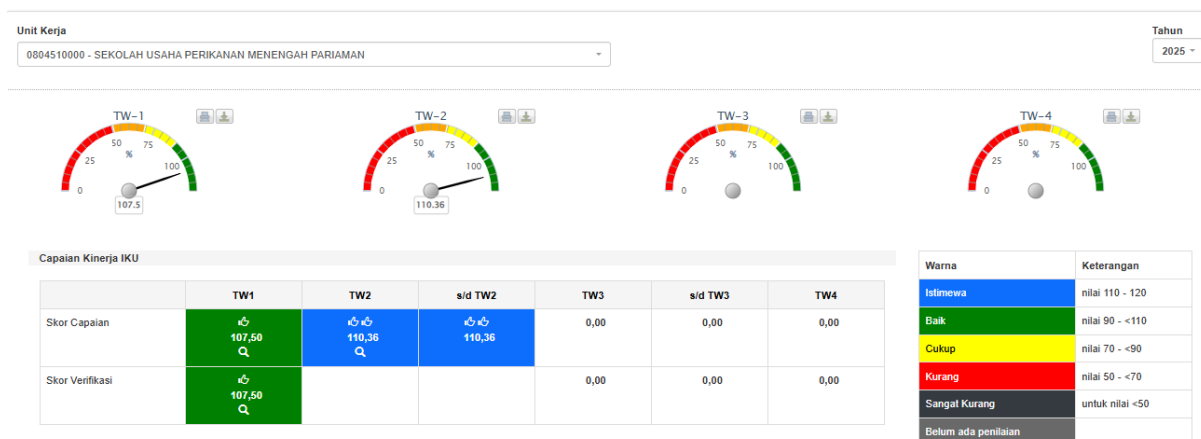 Unit Kerja
Tahun
0804510000 - SEKOLAH USAHA PERIKANAN MENENGAH PARIAMAN
2025
TW-1
0
25
50
75
100
%
107.5
TW-2
0
25
50
75
100
%
110.36
TW-3
0
25
50
75
100
%
TW-4
0
25
50
75
100
%
Capaian Kinerja IKU
TW1 TW2 s/d TW2 TW3 s/d TW3 TW4
Skor Capaian 107,50 110,36 110,36 0,00 0,00 0,00
Skor Verifikasi 107,50 0,00 0,00 0,00
Warna Keterangan
Istimewa nilai 110 - 120
Baik nilai 90 - <110
Cukup nilai 70 - <90
Kurang nilai 50 - <70
Sangat Kurang untuk nilai <50
Belum ada penilaian